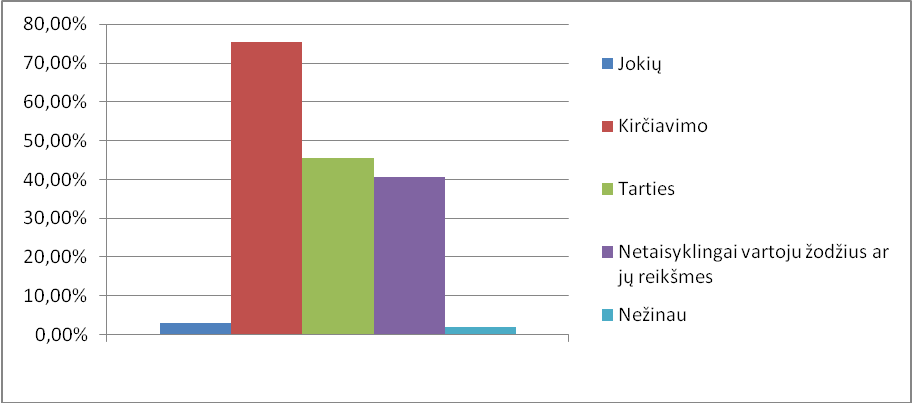 80,00%
70,00%
60,00%
50,00%
40,00%
30,00%
20,00%
10,00%
0,00%
Jokių
Kirčiavimo
Tarties
Netaisyklingai vartoju žodžius ar
jų reikšmes
Nežinau